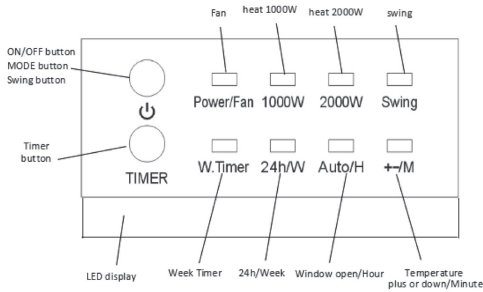 Fan
heat 1000W
heat 2000W
swing
ON/OFF button
MODE button
Swing button
Power/Fan 1000W 2000W Swing
Timer
button
TIMER
W.Timer 24h/W Auto/H +-/M
LED display
Week Timer
24h/Week
Window open/Hour
Temperature
plus or down/Minute